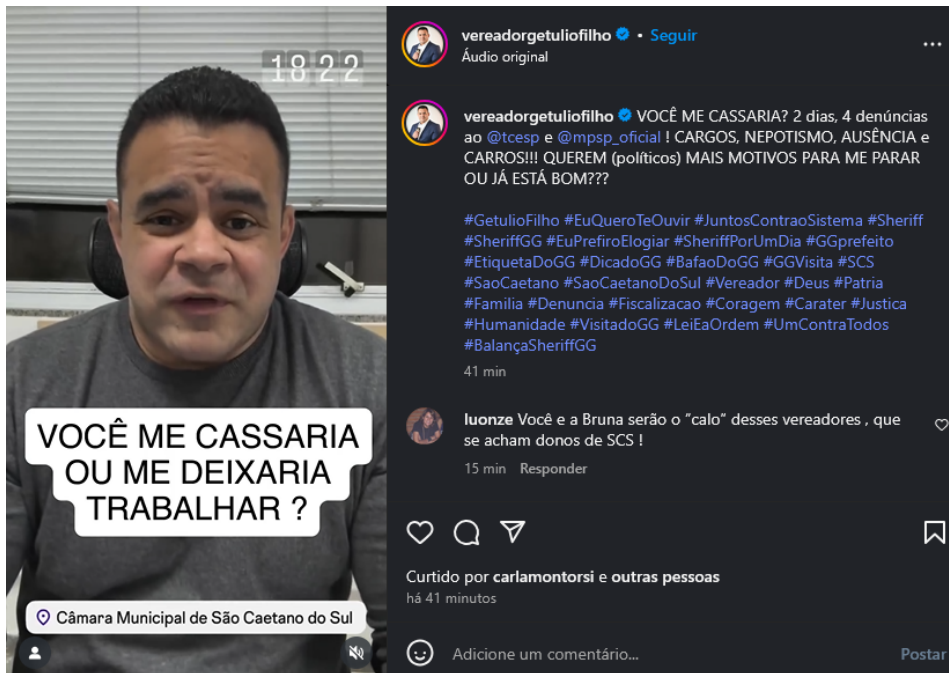 18 22
VOCÊ ME CASSARIA
OU ME DEIXARIA
TRABALHAR ?
Câmara Municipal de São Caetano do Sul
vereadorgetuliofilho • Seguir
Áudio original
vereadorgetuliofilho VOCÊ ME CASSARIA? 2 dias, 4 denúncias
ao @tcesp e @mpsp_oficial ! CARGOS, NEPOTISMO, AUSÊNCIA e
CARROS!!! QUEREM (políticos) MAIS MOTIVOS PARA ME PARAR
OU JÁ ESTÁ BOM???
#GetulioFilho #EuQueroTeOuvir #JuntosContraoSistema #Sheriff
#SheriffGG #EuPrefiroElogiar #SheriffPorUmDia #GGprefeito
#EtiquetaDoGG #DicadoGG #BafaoDoGG #GGVisita #SCS
#SaoCaetano #SaoCaetanoDoSul #Vereador #Deus #Patria
#Familia #Denuncia #Fiscalizacao #Coragem #Carater #Justica
#Humanidade #VisitadoGG #LeiEaOrdem #UmContraTodos
#BalançaSheriffGG
41 min
luonze Você e a Bruna serão o “calo” desses vereadores , que
se acham donos de SCS !
15 min Responder
Curtido por carlamontorsi e outras pessoas
há 41 minutos
Adicione um comentário... Postar